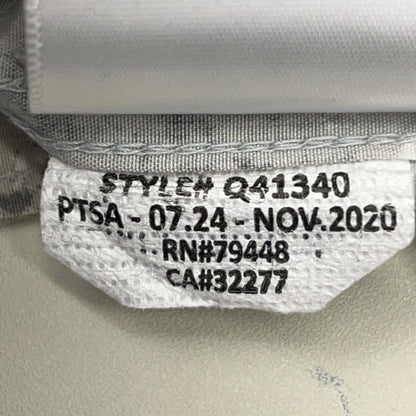 STYLE# Q41340
PTSA - 07.24 - NOV.2020
RN#79448
CA#32277